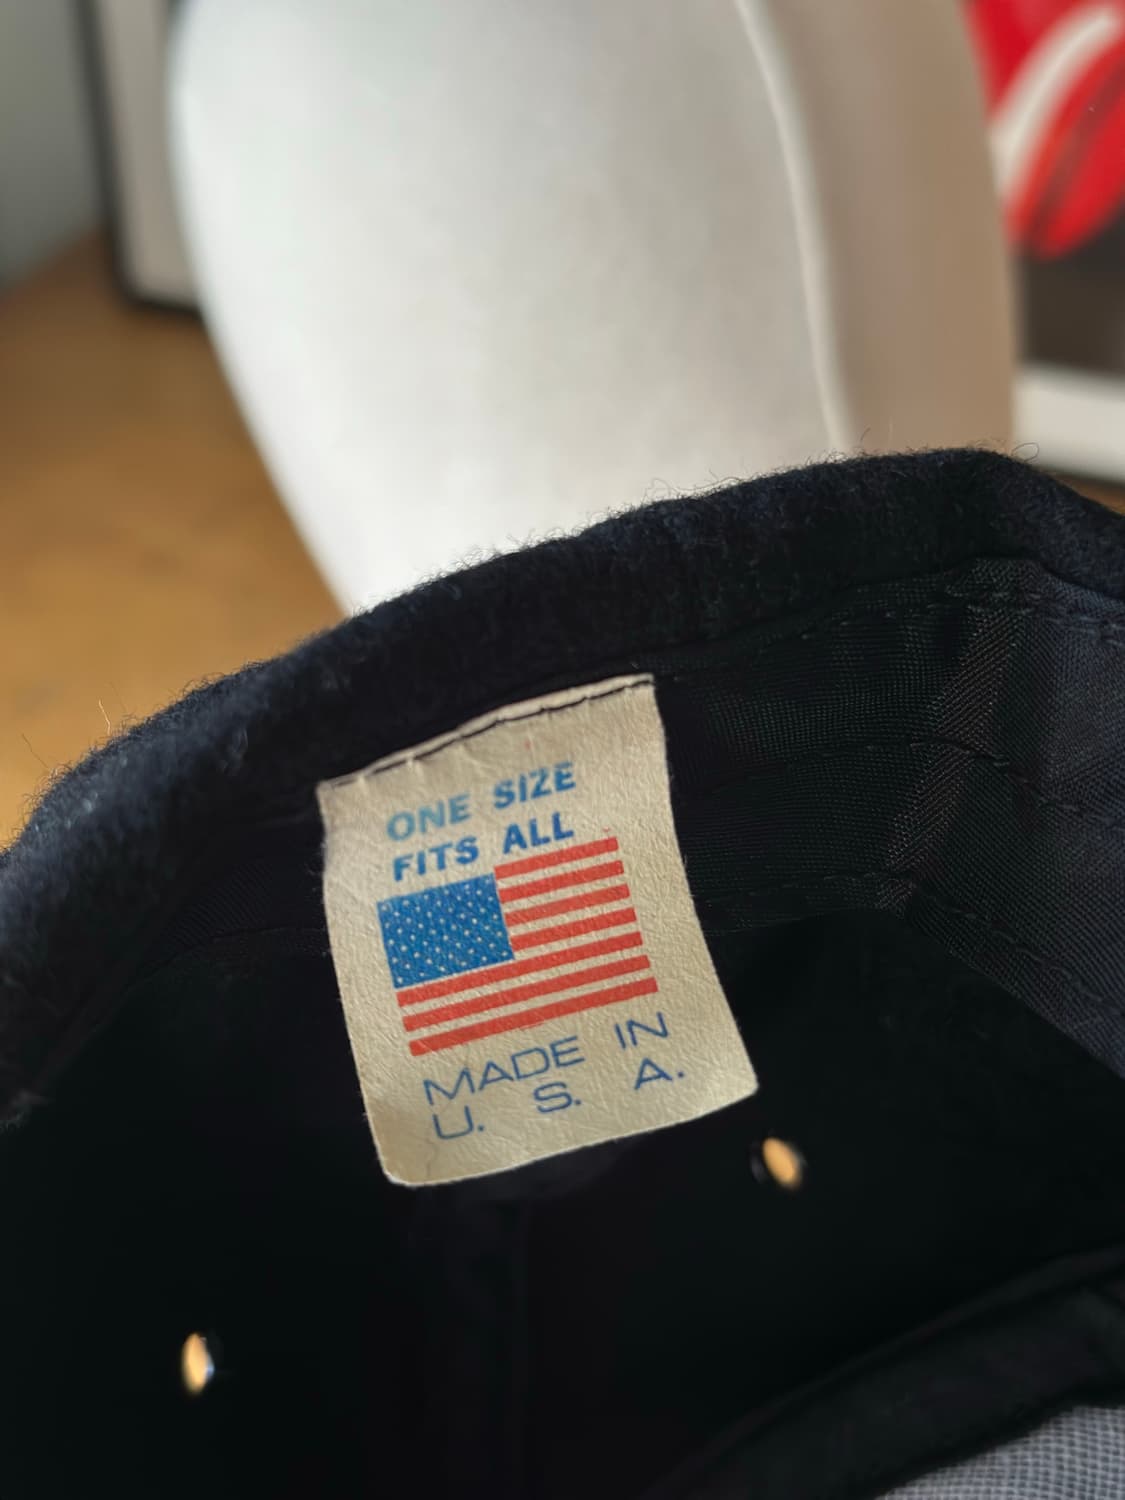 ONE SIZE
FITS ALL
MADE IN
U. S. A.